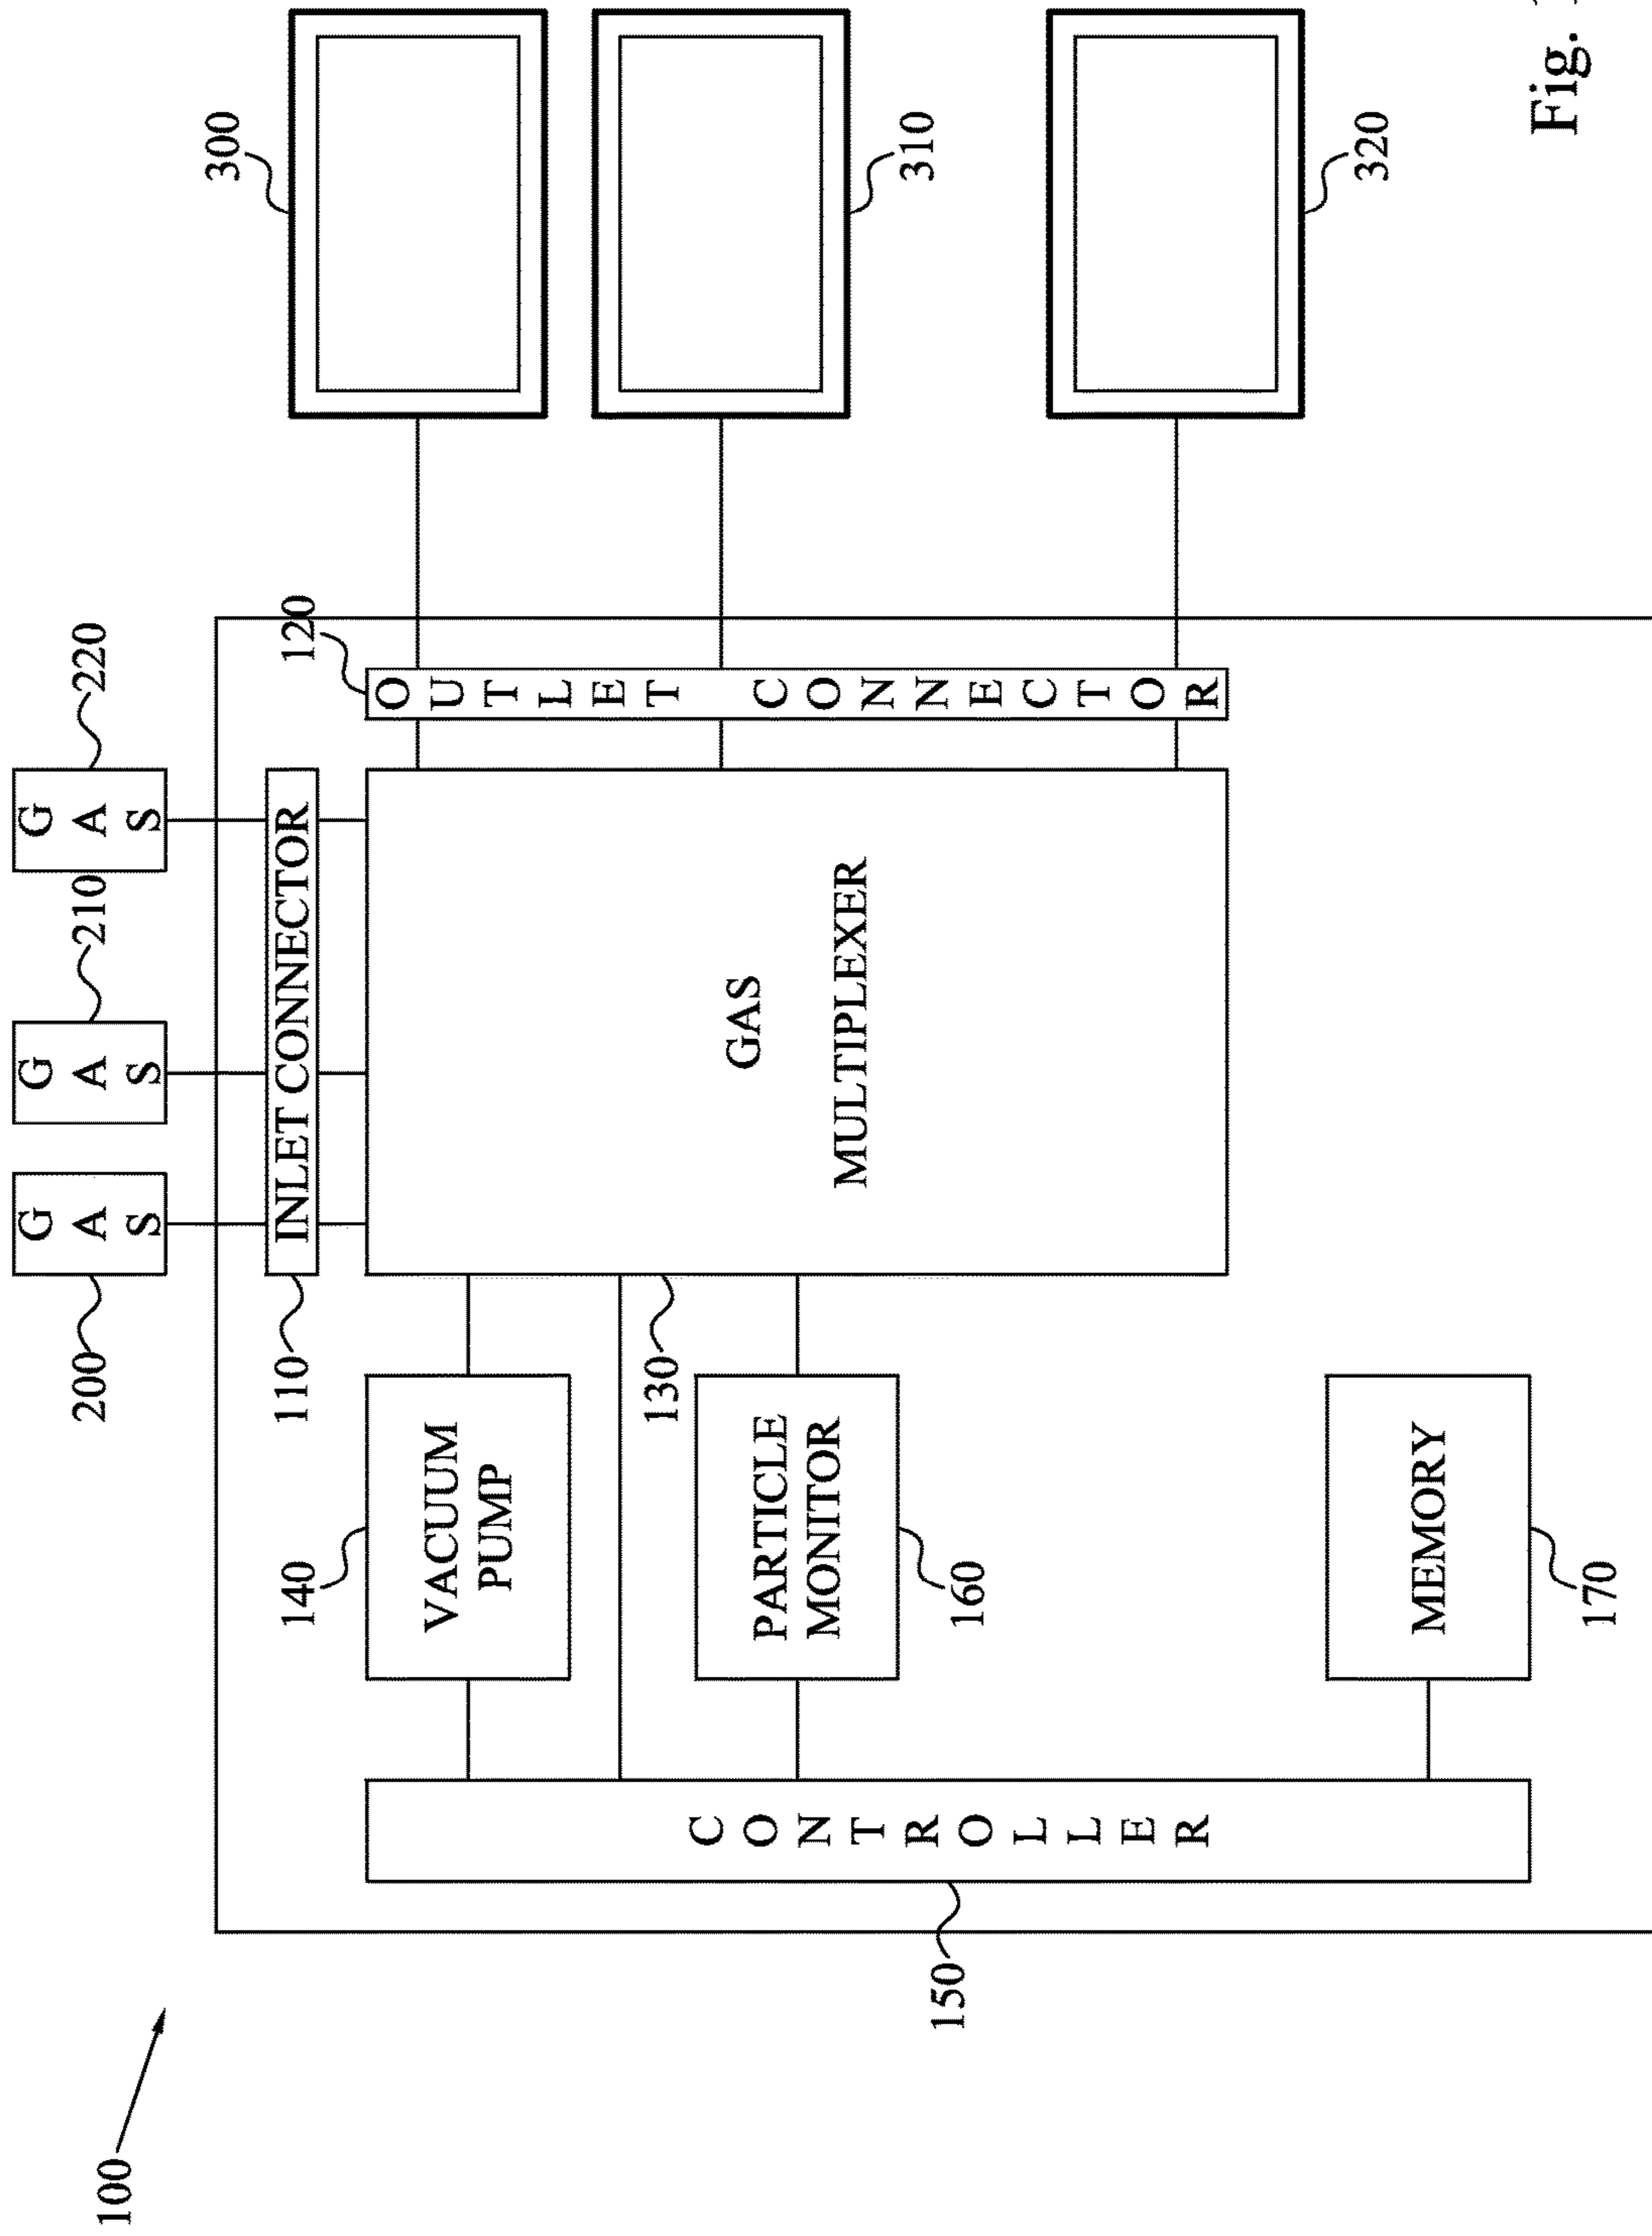 100
200
GAS
210
GAS
220
GAS
300
110
INLET CONNECTOR
120
OUTLET CONNECTOR
140
VACUUM
PUMP
130
GAS
MULTIPLEXER
310
150
CONTROLLER
PARTICLE
MONITOR
160
320
MEMORY
170
Fig.